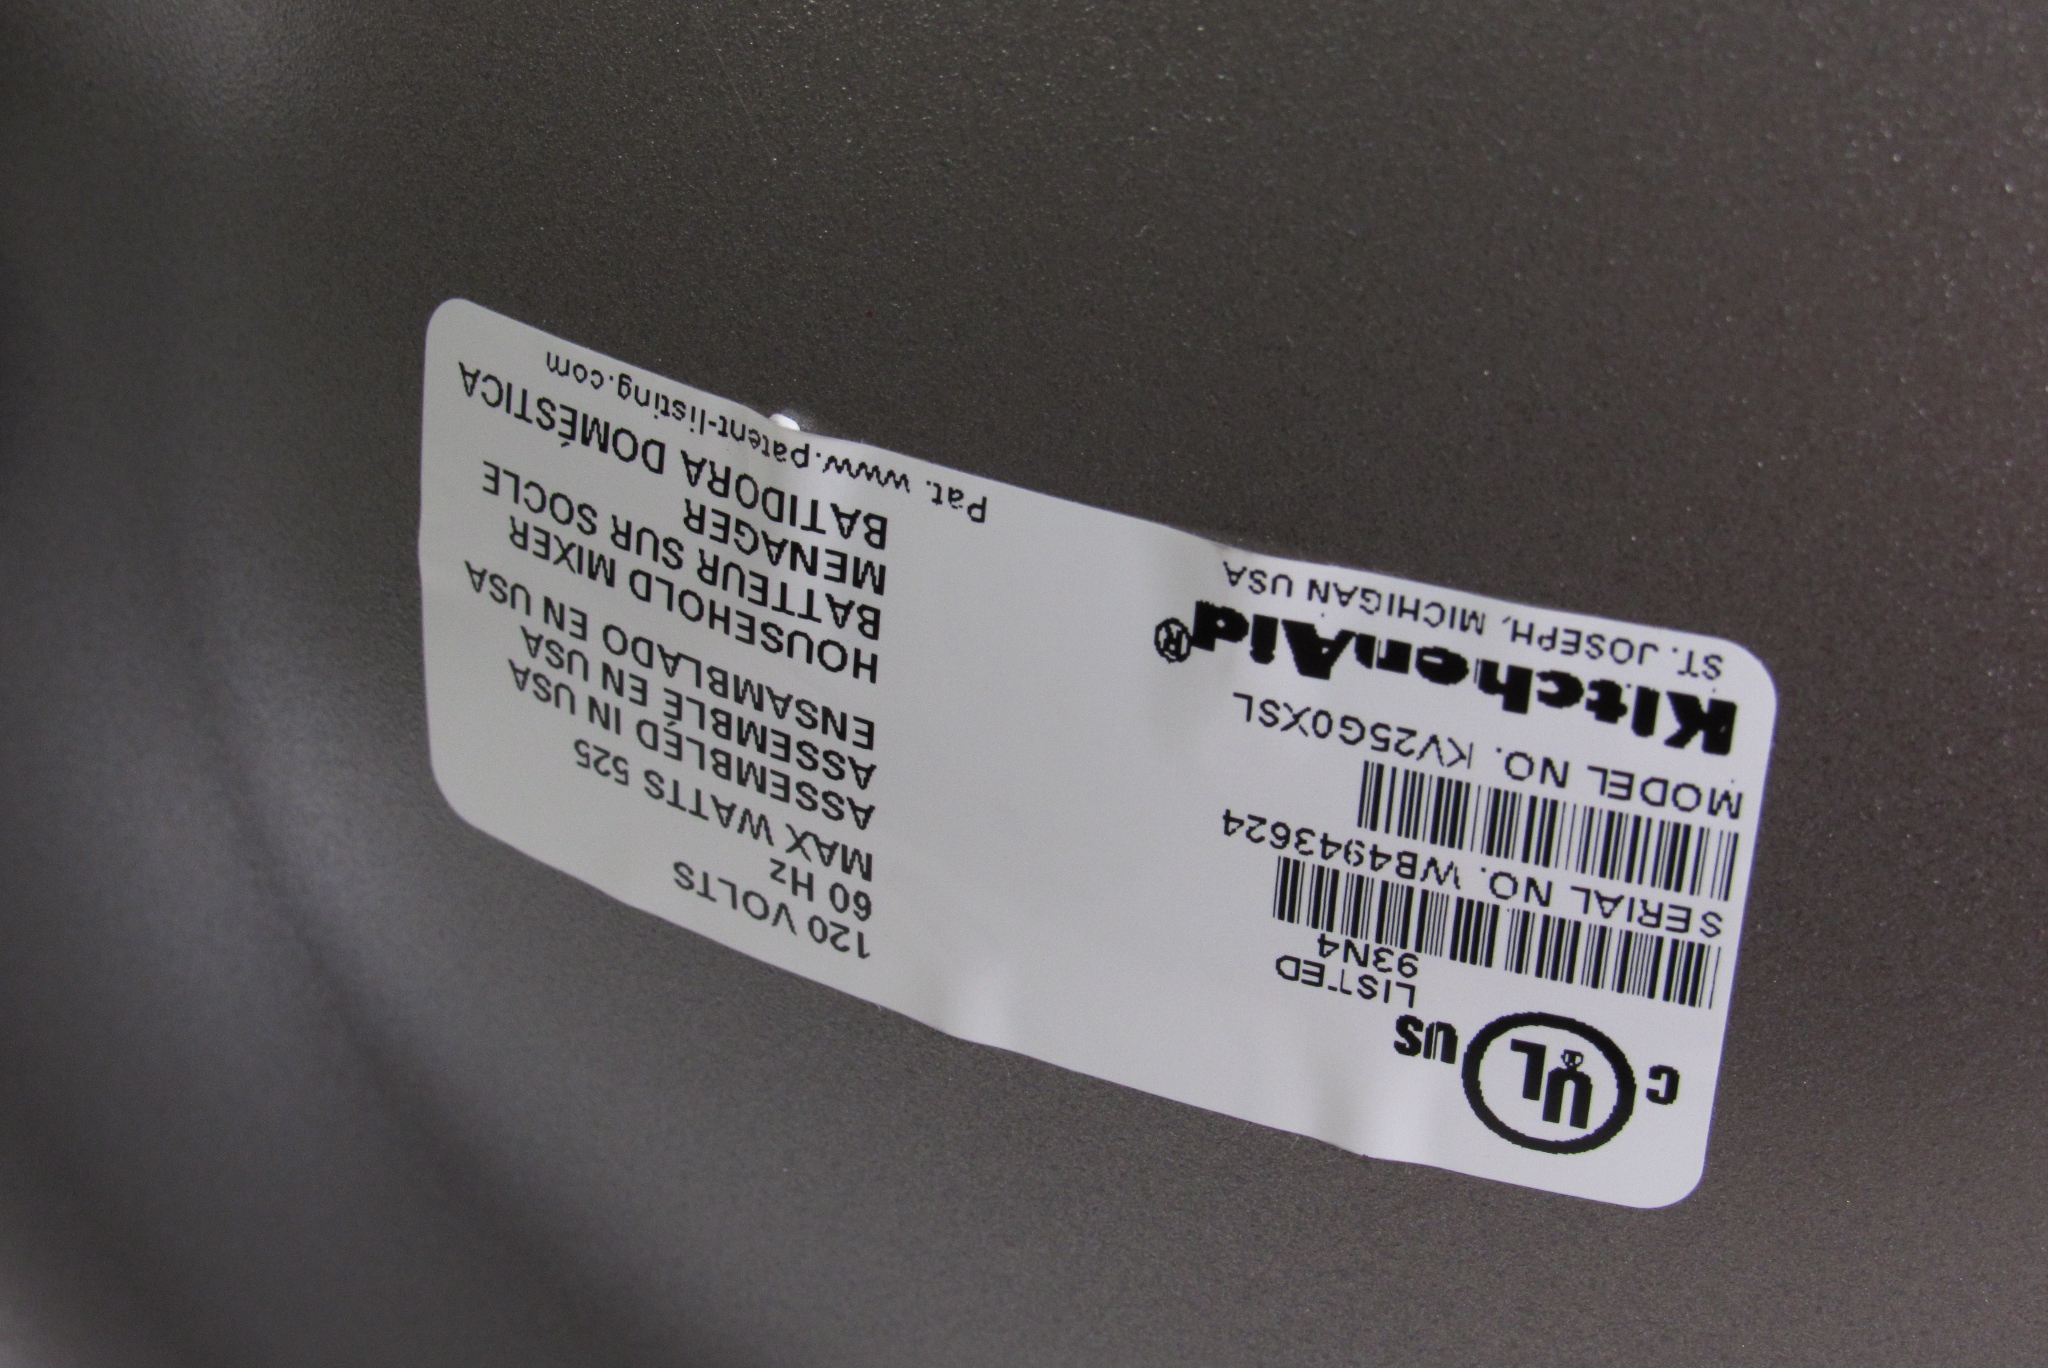 ST. JOSEPH, MICHIGAN USA
KitchenAid®
MODEL NO. KV25G0XSL
SERIAL NO. WB4943624
LISTED
93N4
C UL US
Pat. www.patent-listing.com
BATIDORA DOMÉSTICA
MENAGER
BATTEUR SUR SOCLE
HOUSEHOLD MIXER
ENSAMBLADO EN USA
ASSEMBLÉ EN USA
ASSEMBLED IN USA
MAX WATTS 525
60 Hz
120 VOLTS